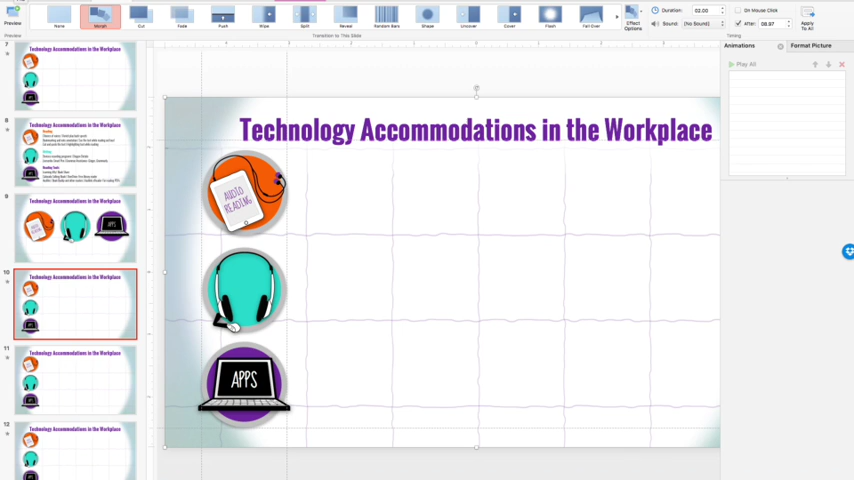 Preview
None
Morph
Cut
Fade
Push
Wipe
Split
Reveal
Random Bars
Shape
Uncover
Cover
Flash
Fall Over
Effect
Options
Duration: 02.00
Sound: [No Sound]
On Mouse Click
After: 08.97
Apply
To All
Preview
Transition to This Slide
Timing
Animations
Format Picture
Play All
7
Technology Accommodations in the Workplace
8
Technology Accommodations in the Workplace
9
Technology Accommodations in the Workplace
APPS
10
Technology Accommodations in the Workplace
APPS
11
Technology Accommodations in the Workplace
APPS
12
Technology Accommodations in the Workplace
Technology Accommodations in the Workplace
AUDIO
READING
APPS